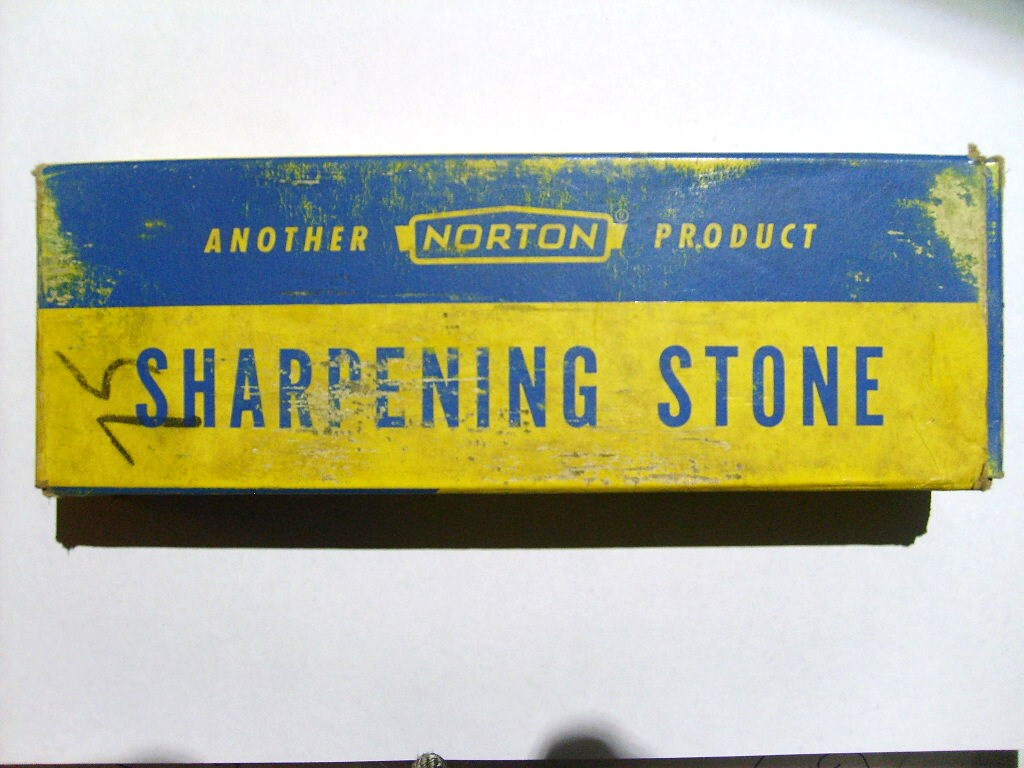 ANOTHER NORTON® PRODUCT
SHARPENING STONE